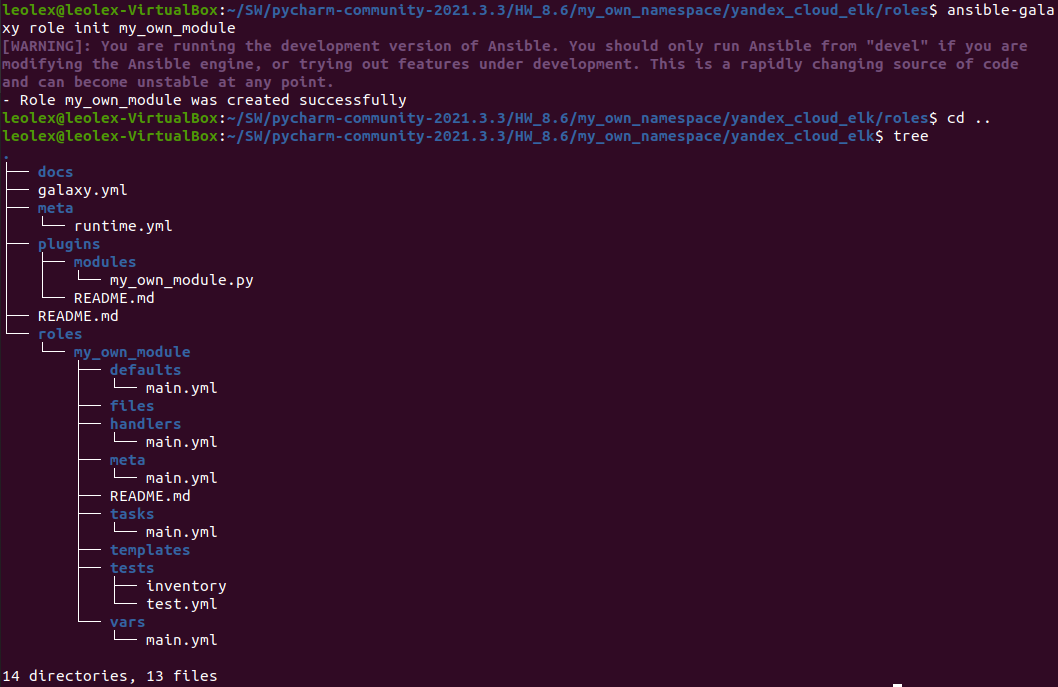 leolex@leolex-VirtualBox:~/SW/pycharm-community-2021.3.3/HW_8.6/my_own_namespace/yandex_cloud_elk/roles$ ansible-gala
xy role init my_own_module
[WARNING]: You are running the development version of Ansible. You should only run Ansible from "devel" if you are
modifying the Ansible engine, or trying out features under development. This is a rapidly changing source of code
and can become unstable at any point.
- Role my_own_module was created successfully
leolex@leolex-VirtualBox:~/SW/pycharm-community-2021.3.3/HW_8.6/my_own_namespace/yandex_cloud_elk/roles$ cd ..
leolex@leolex-VirtualBox:~/SW/pycharm-community-2021.3.3/HW_8.6/my_own_namespace/yandex_cloud_elk$ tree
.
├── docs
├── galaxy.yml
├── meta
│   └── runtime.yml
├── plugins
│   ├── modules
│   │   └── my_own_module.py
│   └── README.md
├── README.md
└── roles
    └── my_own_module
        ├── defaults
        │   └── main.yml
        ├── files
        ├── handlers
        │   └── main.yml
        ├── meta
        │   └── main.yml
        ├── README.md
        ├── tasks
        │   └── main.yml
        ├── templates
        ├── tests
        │   ├── inventory
        │   └── test.yml
        └── vars
            └── main.yml
14 directories, 13 files